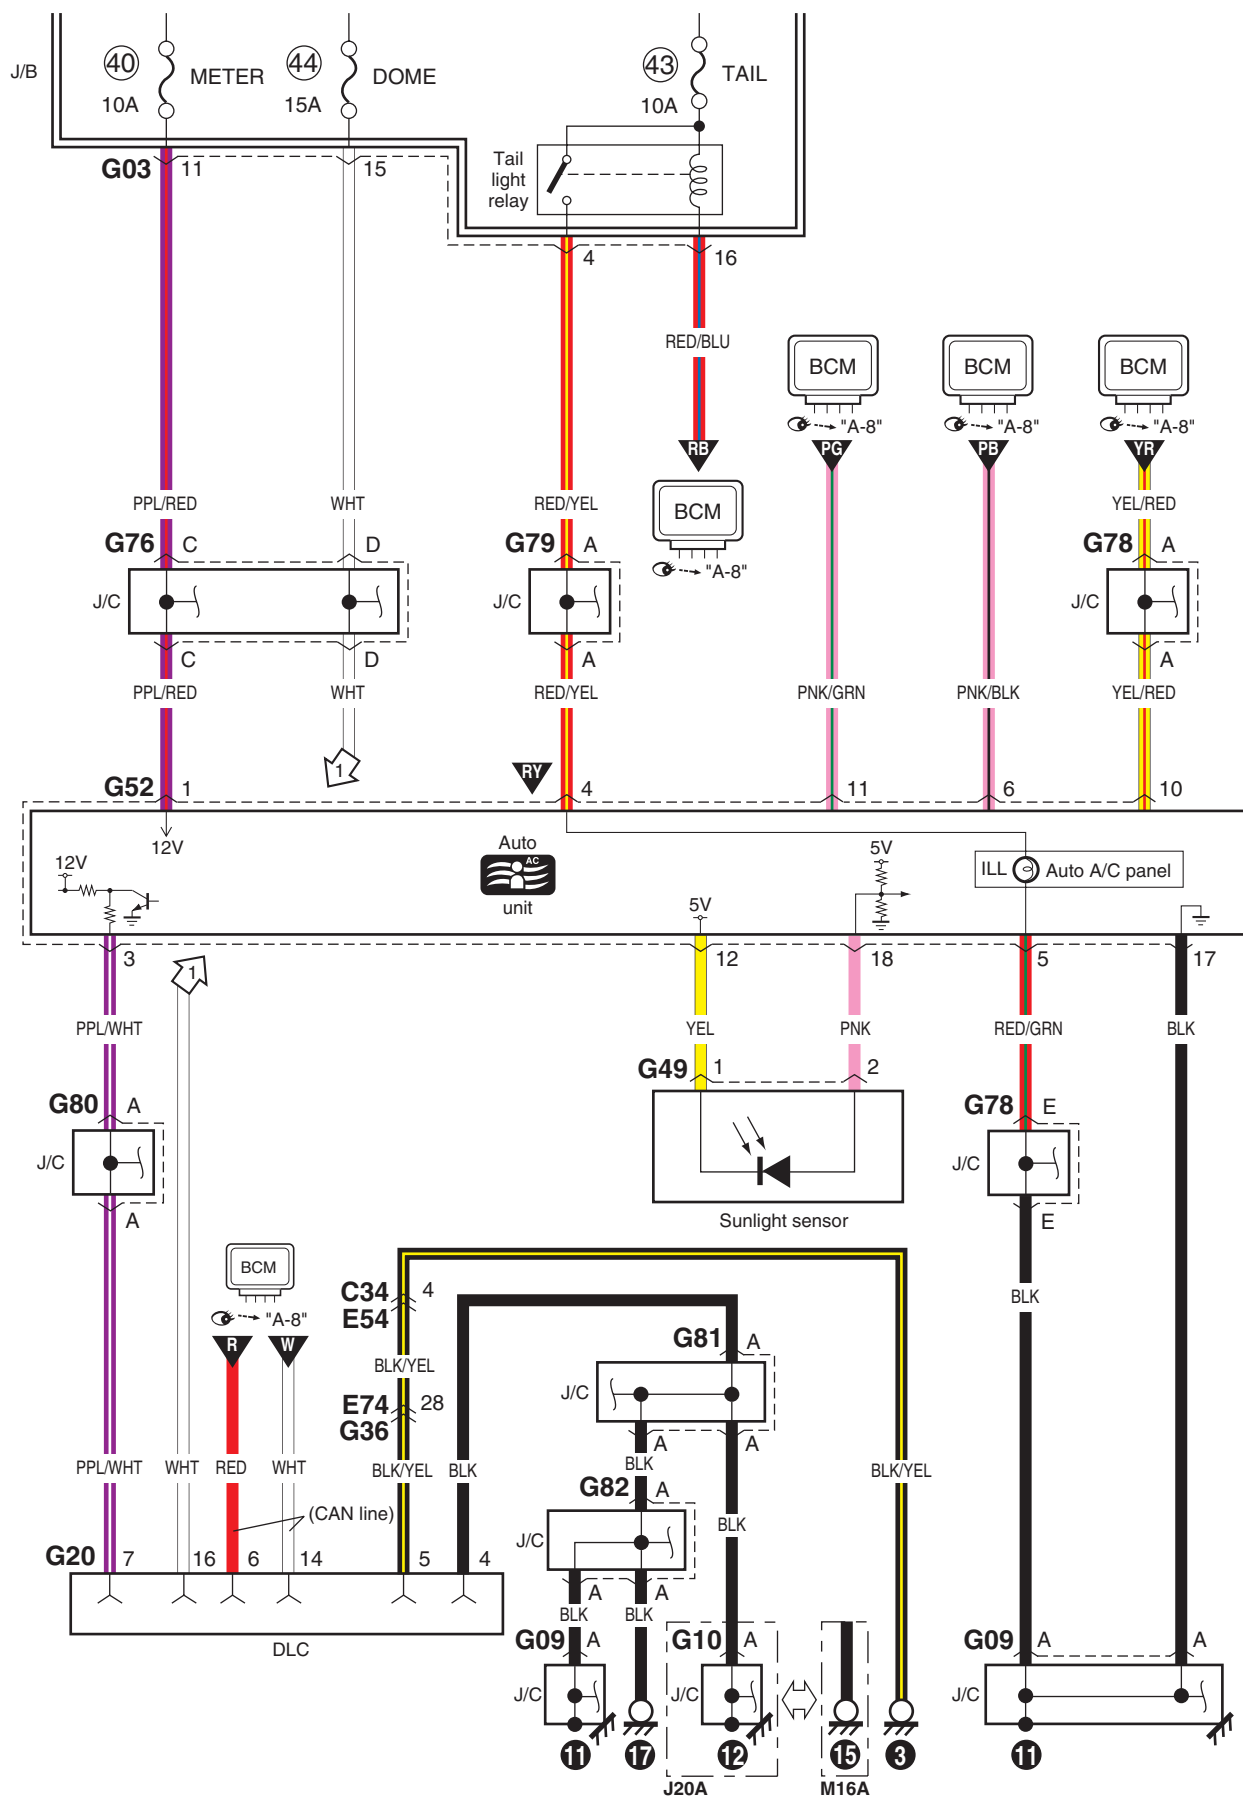 J/B
40
METER
10A
44
DOME
15A
43
TAIL
10A
Tail
light
relay
G03
11
15
4
16
RED/BLU
RB
BCM
"A-8"
BCM
"A-8"
PG
BCM
"A-8"
PB
BCM
"A-8"
YR
PPL/RED
WHT
RED/YEL
YEL/RED
G76
C
D
G79
A
G78
A
J/C
J/C
J/C
C
D
A
A
PPL/RED
WHT
RED/YEL
PNK/GRN
PNK/BLK
YEL/RED
1
RY
G52
1
4
11
6
10
12V
12V
Auto
AC
unit
5V
5V
ILL
Auto A/C panel
3
1
12
18
5
17
PPL/WHT
YEL
PNK
RED/GRN
BLK
G49
1
2
G80
A
G78
E
J/C
J/C
A
E
Sunlight sensor
BCM
"A-8"
R
W
C34
4
E54
BLK/YEL
E74
28
G36
BLK
G81
A
J/C
A
A
BLK
PPL/WHT
WHT
RED
WHT
BLK/YEL
BLK
BLK/YEL
(CAN line)
G82
A
BLK
J/C
G20
7
16
6
14
5
4
A
A
BLK
BLK
DLC
G09
A
G10
A
G09
A
A
J/C
J/C
J/C
11
17
12
15
3
11
J20A
M16A